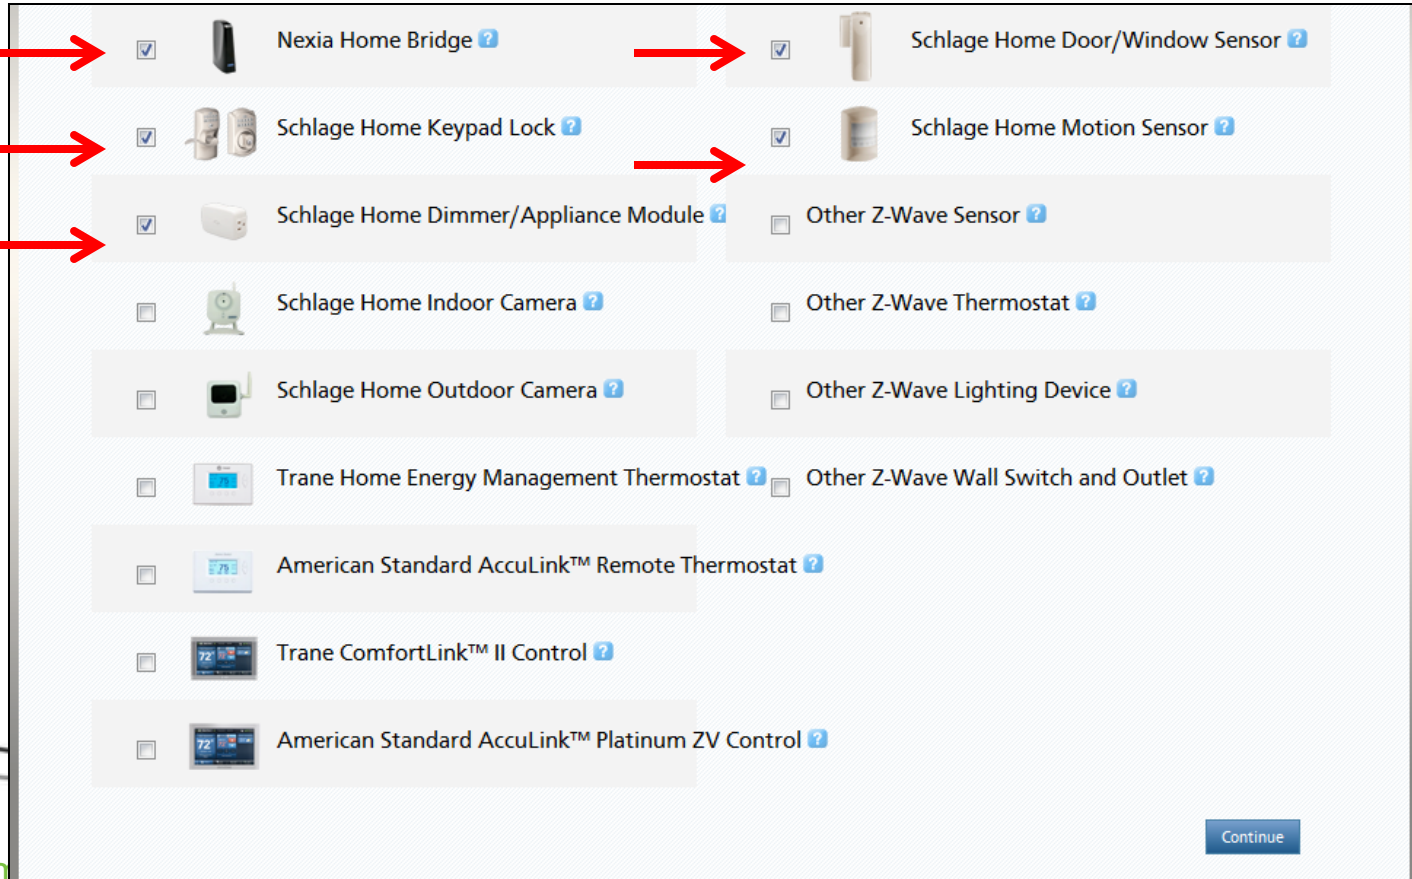 Nexia Home Bridge ?
Schlage Home Door/Window Sensor ?
Schlage Home Keypad Lock ?
Schlage Home Motion Sensor ?
Schlage Home Dimmer/Appliance Module ?
Other Z-Wave Sensor ?
Schlage Home Indoor Camera ?
Other Z-Wave Thermostat ?
Schlage Home Outdoor Camera ?
Other Z-Wave Lighting Device ?
Trane Home Energy Management Thermostat ?
Other Z-Wave Wall Switch and Outlet ?
American Standard AccuLink™ Remote Thermostat ?
Trane ComfortLink™ II Control ?
72°
American Standard AccuLink™ Platinum ZV Control ?
72°
Continue